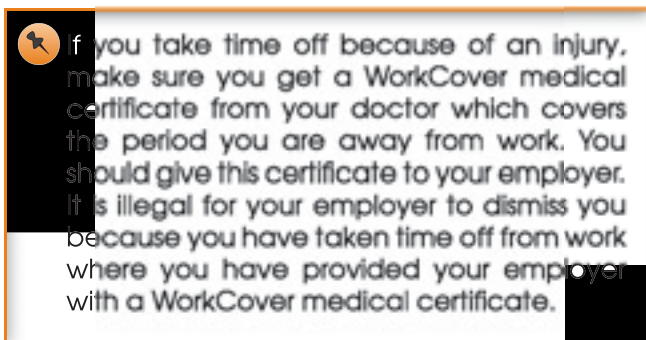 If you take time off because of an injury,
make sure you get a WorkCover medical
certificate from your doctor which covers
the period you are away from work. You
should give this certificate to your employer.
It is illegal for your employer to dismiss you
because you have taken time off from work
where you have provided your employer
with a WorkCover medical certificate.